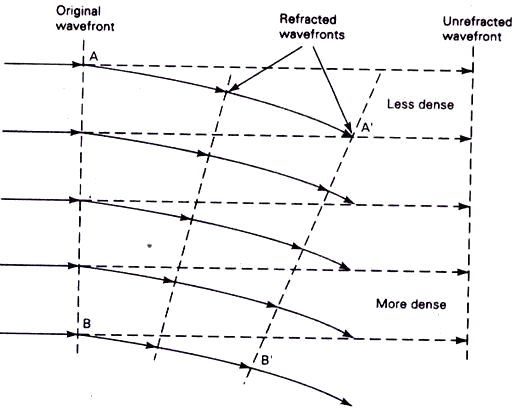 Original
wavefront
Refracted
wavefronts
Unrefracted
wavefront
A
Less dense
A'
More dense
B
B'